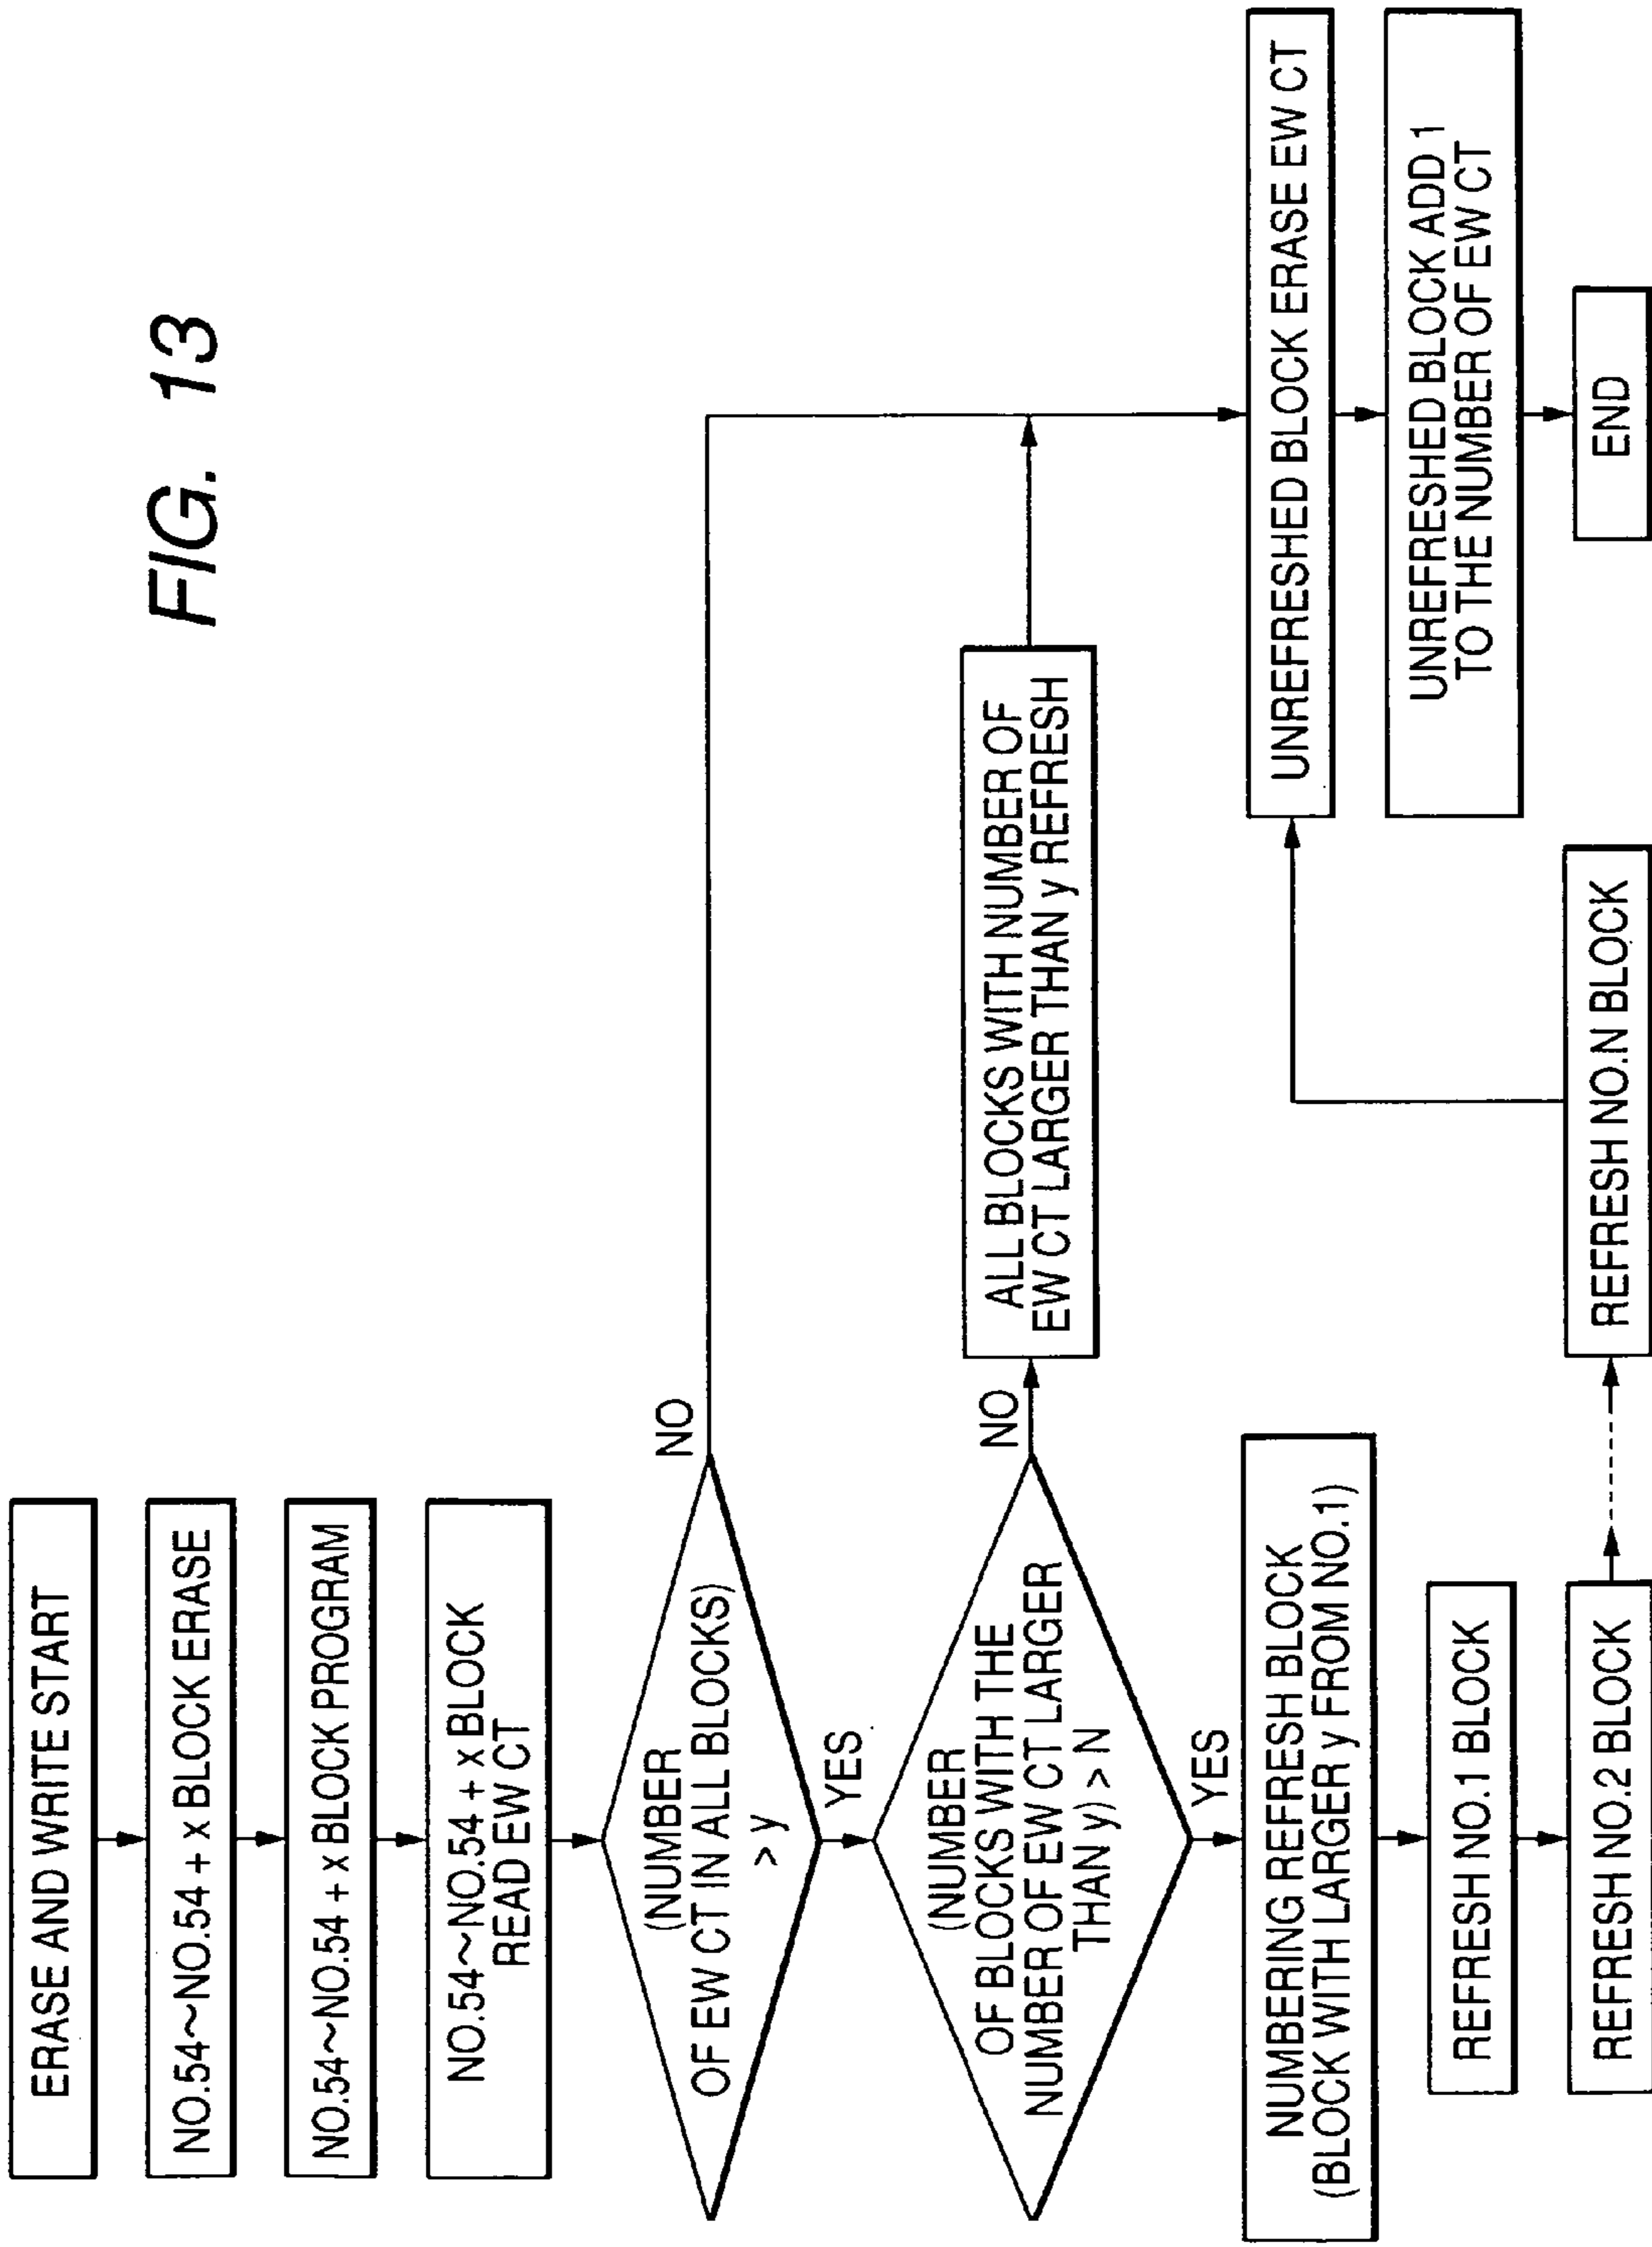 FIG. 13
ERASE AND WRITE START
NO.54~NO.54 + x BLOCK ERASE
NO.54~NO.54 + x BLOCK PROGRAM
NO.54~NO.54 + x BLOCK
READ EW CT
(NUMBER
OF EW CT IN ALL BLOCKS)
> y
NO
YES
(NUMBER
OF BLOCKS WITH THE
NUMBER OF EW CT LARGER
THAN y) > N
NO
ALL BLOCKS WITH NUMBER OF
EW CT LARGER THAN y REFRESH
YES
NUMBERING REFRESH BLOCK
(BLOCK WITH LARGER y FROM NO.1)
REFRESH NO.1 BLOCK
REFRESH NO.2 BLOCK
REFRESH NO.N BLOCK
UNREFRESHED BLOCK ERASE EW CT
UNREFRESHED BLOCK ADD 1
TO THE NUMBER OF EW CT
END